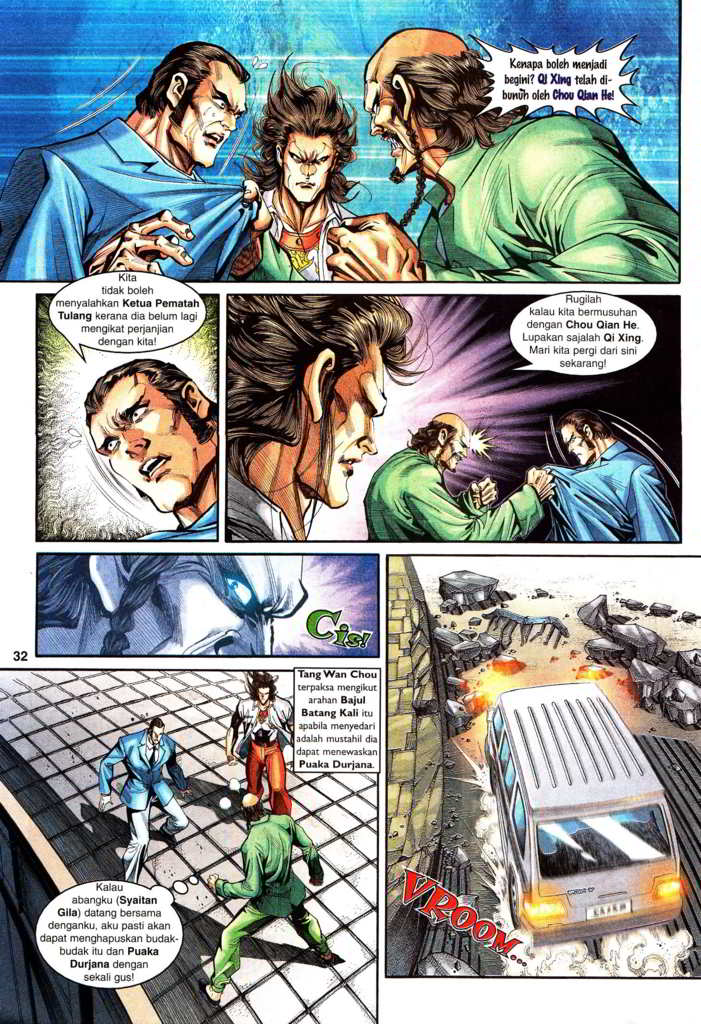 Kenapa boleh menjadi
begini? Qi Xing telah di-
bunuh oleh Chou Qian He!
Kita
tidak boleh
menyalahkan Ketua Pematah
Tulang kerana dia belum lagi
mengikat perjanjian
dengan kita!
Rugilah
kalau kita bermusuhan
dengan Chou Qian He.
Lupakan sajalah Qi Xing.
Mari kita pergi dari sini
sekarang!
Cis!
32
Tang Wan Chou
terpaksa mengikut
arahan Bajul
Batang Kali itu
apabila menyedari
adalah mustahil dia
dapat menewaskan
Puaka Durjana.
Kalau
abangku (Syaitan
Gila) datang bersama
denganku, aku pasti akan
dapat menghapuskan budak-
budak itu dan Puaka
Durjana dengan
sekali gus!
VROOM...